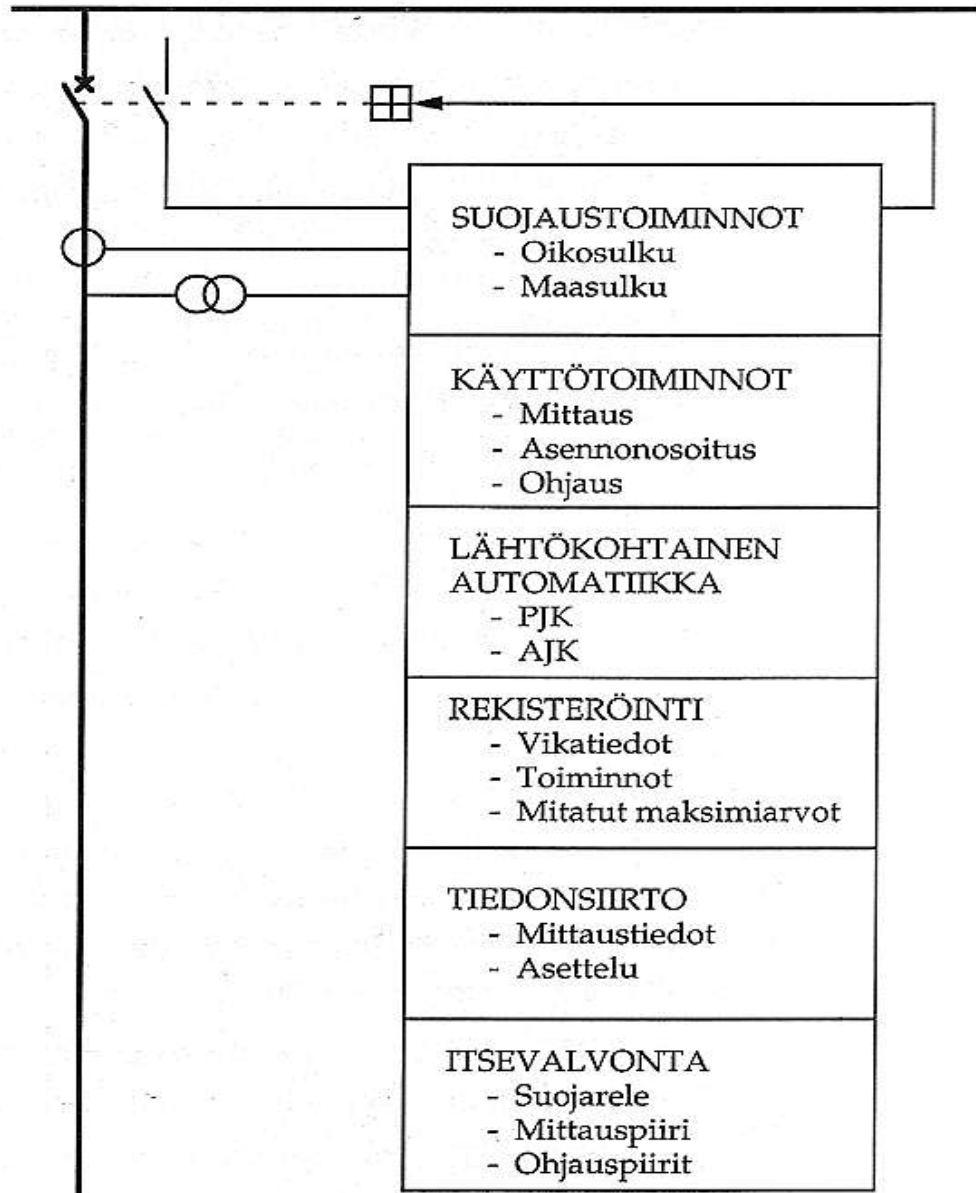 SUOJAUSTOIMINNOT
- Oikosulku
- Maasulku
KÄYTTÖTOIMINNOT
- Mittaus
- Asennonosoitus
- Ohjaus
LÄHTÖKOHTAINEN
AUTOMATIIKKA
- PJK
- AJK
REKISTERÖINTI
- Vikatiedot
- Toiminnot
- Mitatut maksimiarvot
TIEDONSIIRTO
- Mittaustiedot
- Asettelu
ITSEVALVONTA
- Suojarele
- Mittauspiiri
- Ohjauspiirit